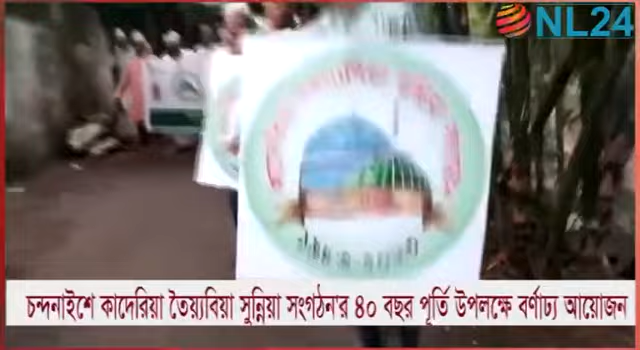 NL24
চন্দনাইশে কাদেরিয়া তৈয়্যবিয়া সুন্নিয়া সংগঠন'র ৪০ বছর পূর্তি উপলক্ষে বর্ণাঢ্য আয়োজন